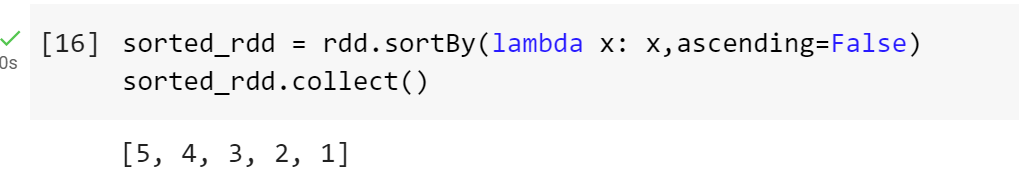 [16] sorted_rdd = rdd.sortBy(lambda x: x,ascending=False)
0s
sorted_rdd.collect()
[5, 4, 3, 2, 1]